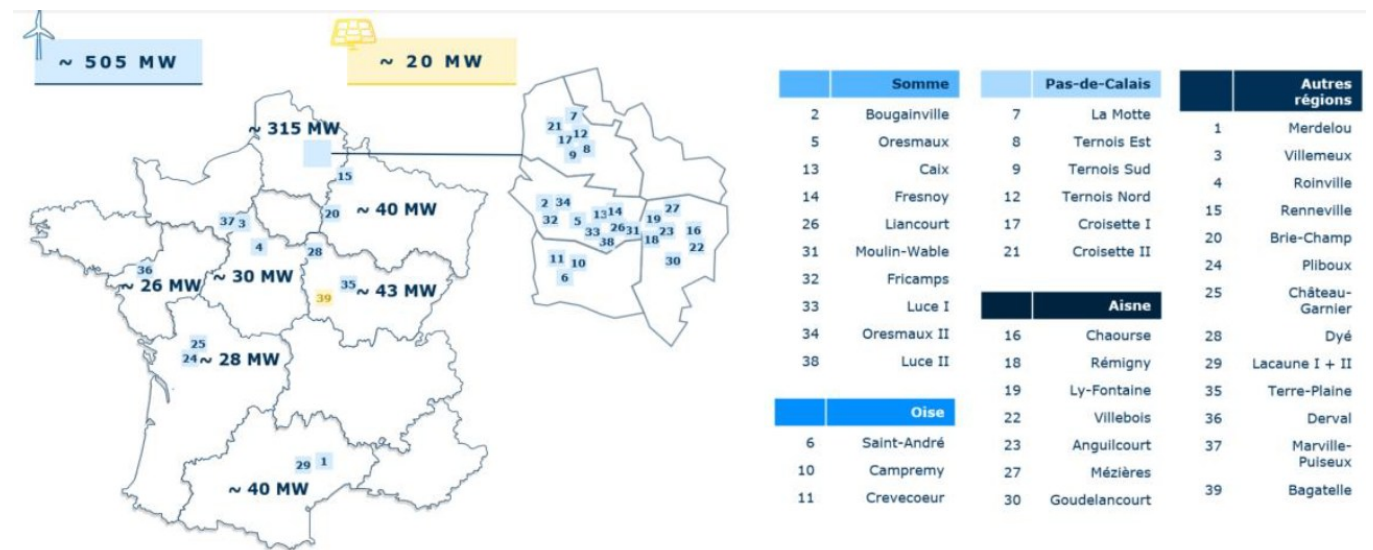 ~ 505 MW
~ 20 MW
~ 315 MW
15
20
~ 40 MW
37 3
4
28
36
~ 26 MW
~ 30 MW
35
~ 43 MW
39
25
24
~ 28 MW
29 1
~ 40 MW
7
21
12
17
8
9
2 34
27
13 14
32
5
19
16
33
26 31
23
38
18
22
11 10
30
6
Somme
2 Bougainville
5 Oresmaux
13 Caix
14 Fresnoy
26 Liancourt
31 Moulin-Wable
32 Fricamps
33 Luce I
34 Oresmaux II
38 Luce II
Oise
6 Saint-André
10 Campremy
11 Crevecoeur
Pas-de-Calais
7 La Motte
8 Ternois Est
9 Ternois Sud
12 Ternois Nord
17 Croisette I
21 Croisette II
Aisne
16 Chaourse
18 Rémigny
19 Ly-Fontaine
22 Villebois
23 Anguilcourt
27 Mézières
30 Goudelancourt
Autres
régions
1 Merdelou
3 Villemeux
4 Roinville
15 Renneville
20 Brie-Champ
24 Pliboux
25 Château-
Garnier
28 Dyé
29 Lacaune I + II
35 Terre-Plaine
36 Derval
37 Marville-
Puiseux
39 Bagatelle